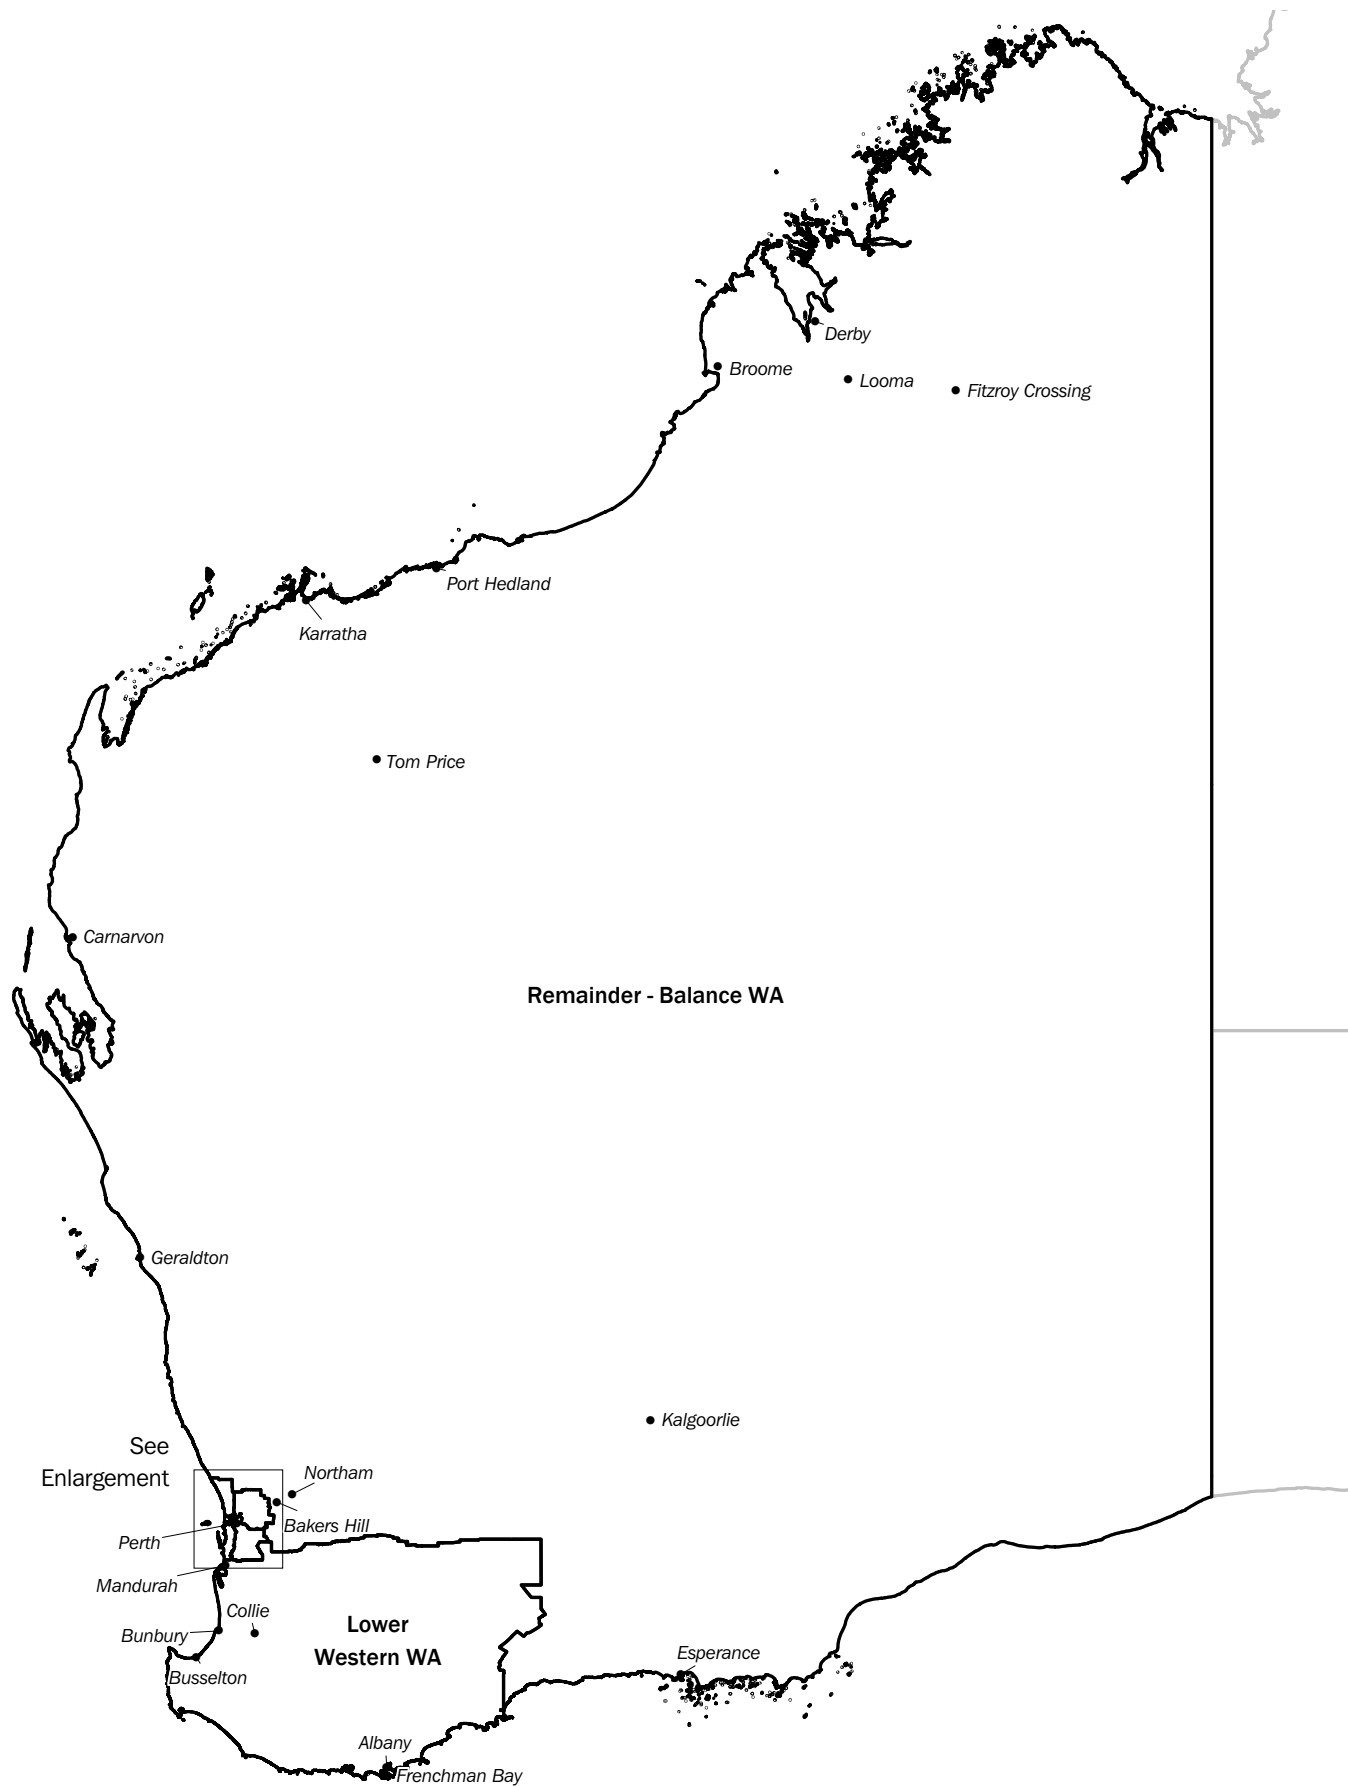 Derby
Broome
Looma
Fitzroy Crossing
Port Hedland
Karratha
Tom Price
Carnarvon
Remainder - Balance WA
Geraldton
Kalgoorlie
See
Enlargement
Northam
Bakers Hill
Perth
Mandurah
Collie
Bunbury
Lower
Western WA
Busselton
Esperance
Albany
Frenchman Bay